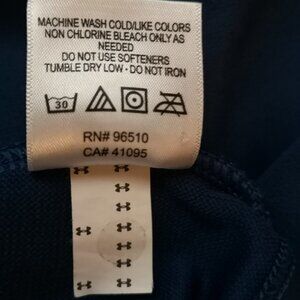 MACHINE WASH COLD/LIKE COLORS
NON CHLORINE BLEACH ONLY AS
NEEDED
DO NOT USE SOFTENERS
TUMBLE DRY LOW - DO NOT IRON
30
RN# 96510
CA# 41095